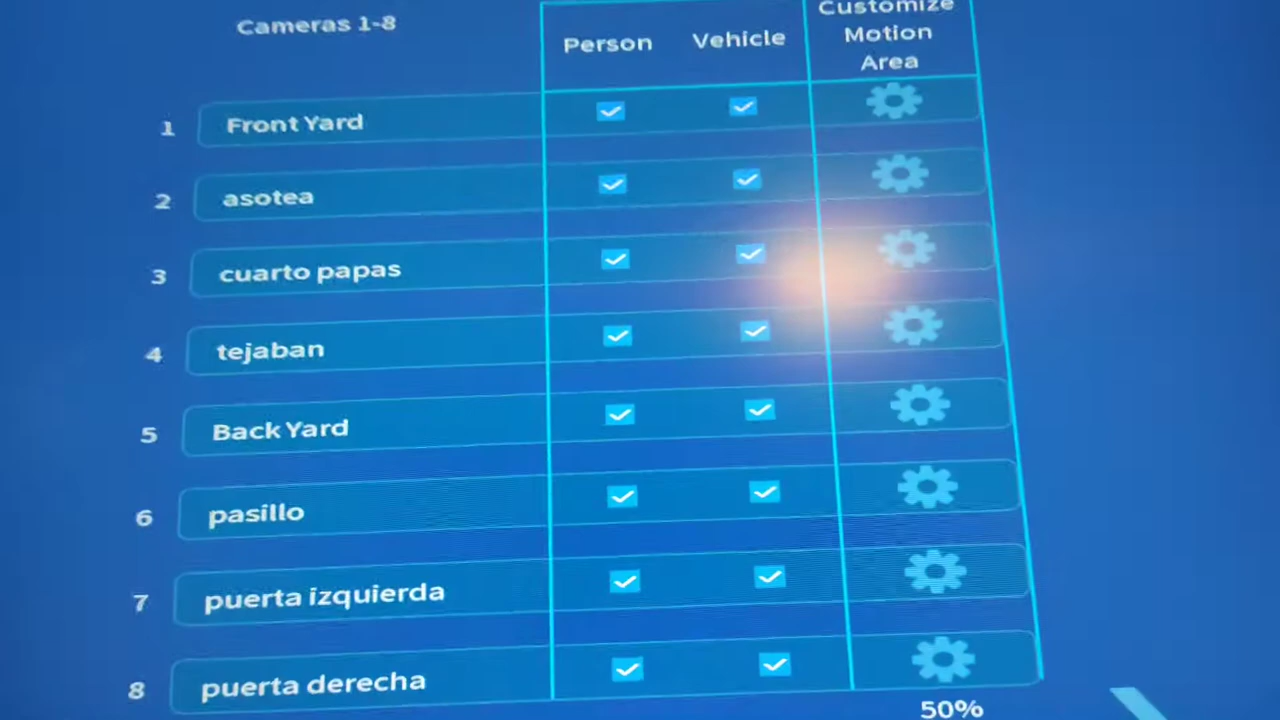 Cameras 1-8
Person Vehicle Customize Motion Area
1 Front Yard
2 asotea
3 cuarto papas
4 tejaban
5 Back Yard
6 pasillo
7 puerta izquierda
8 puerta derecha
50%